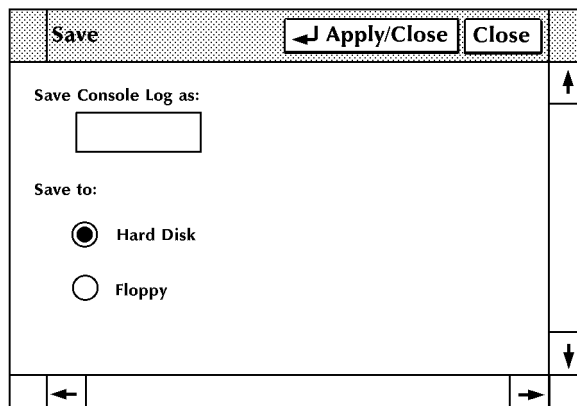 Save
Apply/Close
Close
Save Console Log as:
Save to:
Hard Disk
Floppy